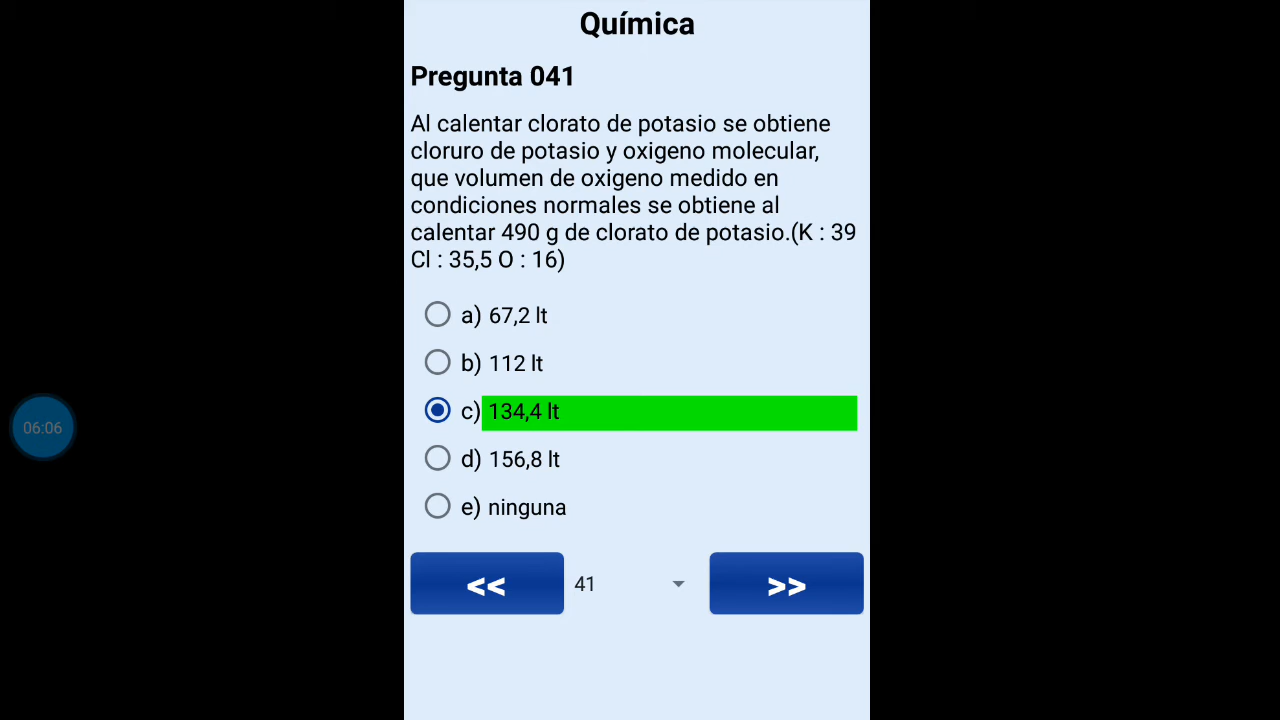 Química
Pregunta 041
Al calentar clorato de potasio se obtiene
cloruro de potasio y oxigeno molecular,
que volumen de oxigeno medido en
condiciones normales se obtiene al
calentar 490 g de clorato de potasio.(K : 39
Cl : 35,5 O : 16)
a) 67,2 lt
b) 112 lt
c) 134,4 lt
d) 156,8 lt
e) ninguna
<< 41 >>
06:06